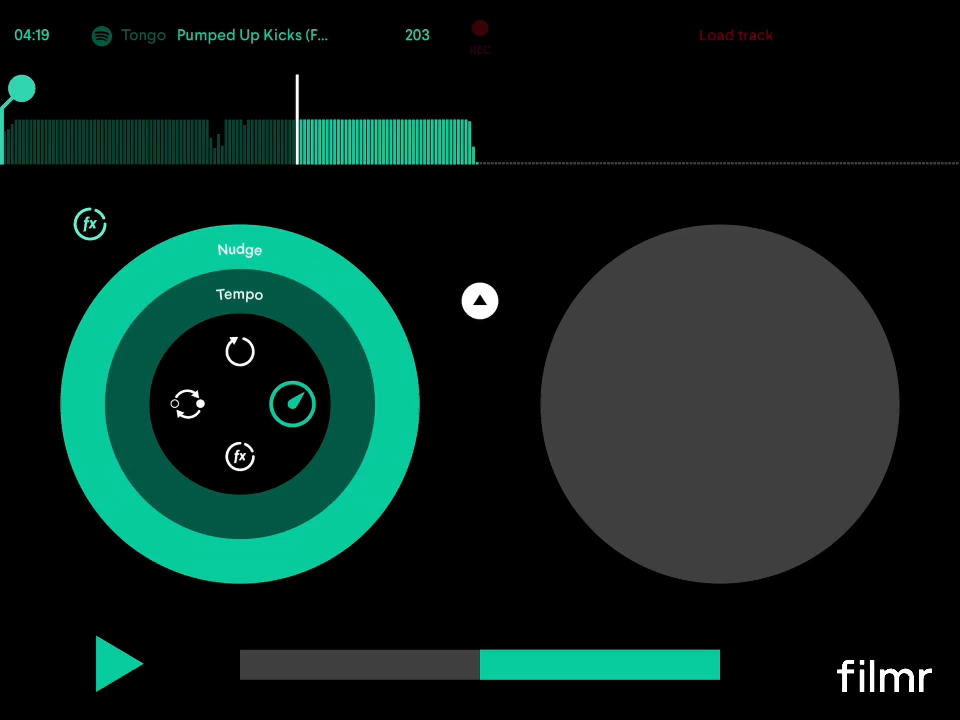 04:19 Tongo Pumped Up Kicks (F... 203 REC Load track
fx
Nudge
Tempo
fx
filmr